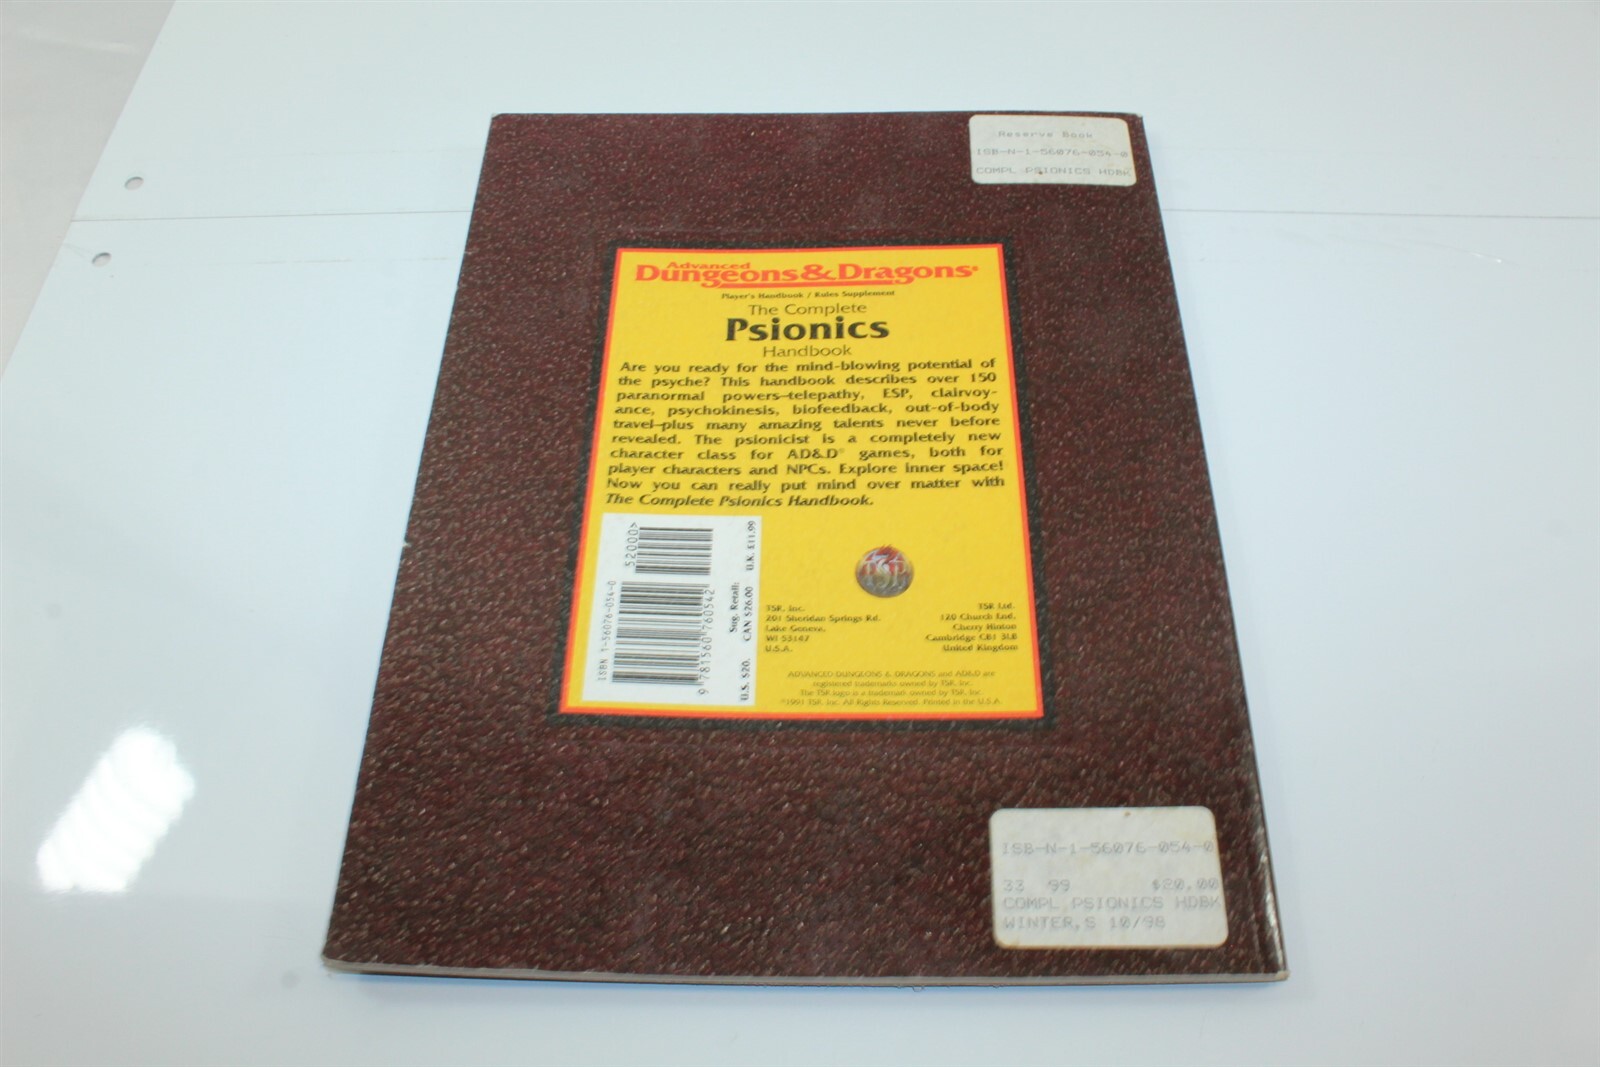 Reserve Book
ISB-N-1-56076-054-0
COMPL PSIONICS HDBK
Advanced
Dungeons & Dragons®
Player's Handbook / Rules Supplement
The Complete
Psionics
Handbook
Are you ready for the mind-blowing potential of
the psyche? This handbook describes over 150
paranormal powers—telepathy, ESP, clairvoy-
ance, psychokinesis, biofeedback, out-of-body
travel—plus many amazing talents never before
revealed. The psionicist is a completely new
character class for AD&D® games, both for
player characters and NPCs. Explore inner space!
Now you can really put mind over matter with
The Complete Psionics Handbook.
52000>
ISBN 1-56076-054-0
9 781560 760542
Sug. Retail:
U.S. $20. CAN $26.00 U.K. £11.99
TSR
TSR, Inc.
201 Sheridan Springs Rd.
Lake Geneva,
WI 53147
U.S.A.
TSR Ltd.
120 Church End,
Cherry Hinton
Cambridge CB1 3LB
United Kingdom
ADVANCED DUNGEONS & DRAGONS and AD&D are
registered trademarks owned by TSR, Inc.
The TSR logo is a trademark owned by TSR, Inc.
©1991 TSR, Inc. All Rights Reserved. Printed in the U.S.A.
ISB-N-1-56076-054-0
33 99 $20.00
COMPL PSIONICS HDBK
WINTER,S 10/98